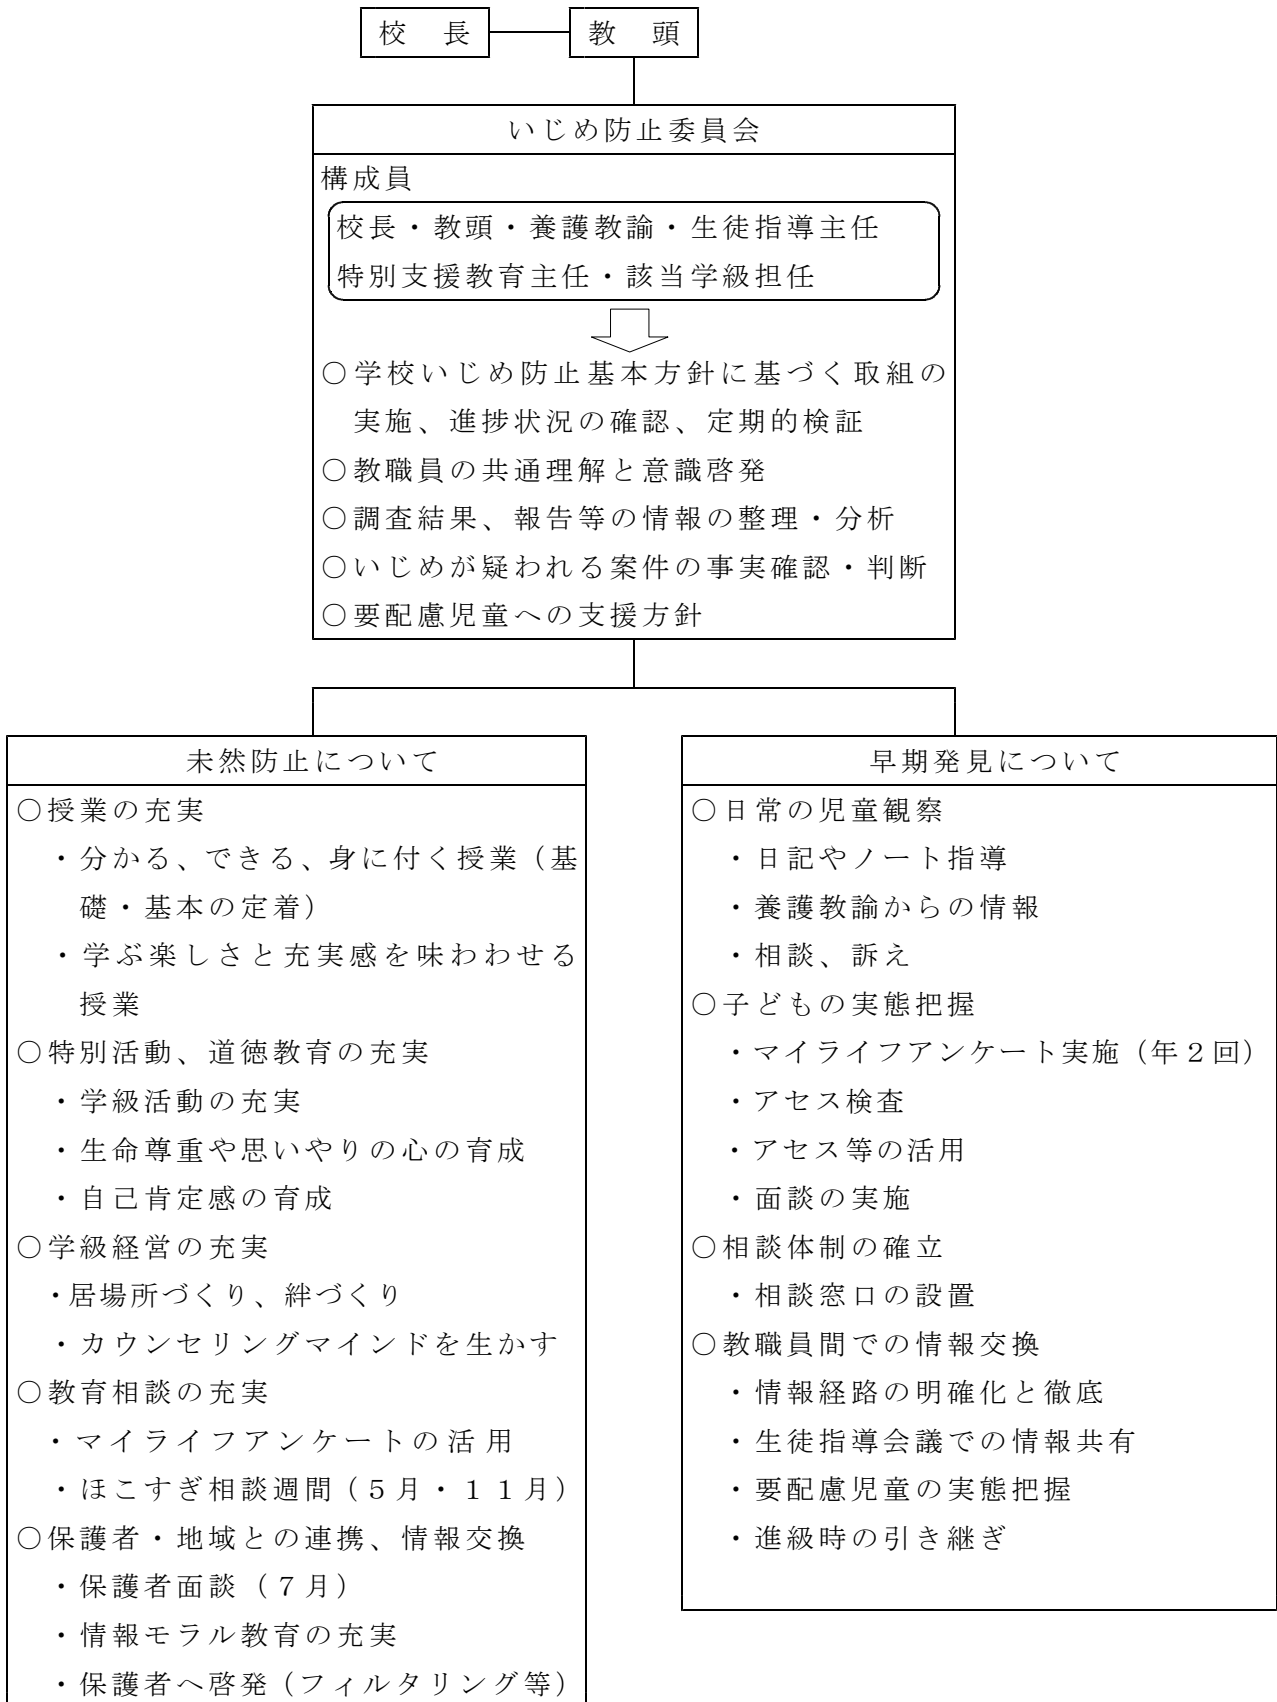 校　長
教　頭
いじめ防止委員会
構成員
校長・教頭・養護教諭・生徒指導主任
特別支援教育主任・該当学級担任
○学校いじめ防止基本方針に基づく取組の
実施、進捗状況の確認、定期的検証
○教職員の共通理解と意識啓発
○調査結果、報告等の情報の整理・分析
○いじめが疑われる案件の事実確認・判断
○要配慮児童への支援方針
未然防止について
○授業の充実
・分かる、できる、身に付く授業（基
礎・基本の定着）
・学ぶ楽しさと充実感を味わわせる
授業
○特別活動、道徳教育の充実
・学級活動の充実
・生命尊重や思いやりの心の育成
・自己肯定感の育成
○学級経営の充実
・居場所づくり、絆づくり
・カウンセリングマインドを生かす
○教育相談の充実
・マイライフアンケートの活用
・ほこすぎ相談週間（５月・１１月）
○保護者・地域との連携、情報交換
・保護者面談（７月）
・情報モラル教育の充実
・保護者へ啓発（フィルタリング等）
早期発見について
○日常の児童観察
・日記やノート指導
・養護教諭からの情報
・相談、訴え
○子どもの実態把握
・マイライフアンケート実施（年２回）
・アセス検査
・アセス等の活用
・面談の実施
○相談体制の確立
・相談窓口の設置
○教職員間での情報交換
・情報経路の明確化と徹底
・生徒指導会議での情報共有
・要配慮児童の実態把握
・進級時の引き継ぎ